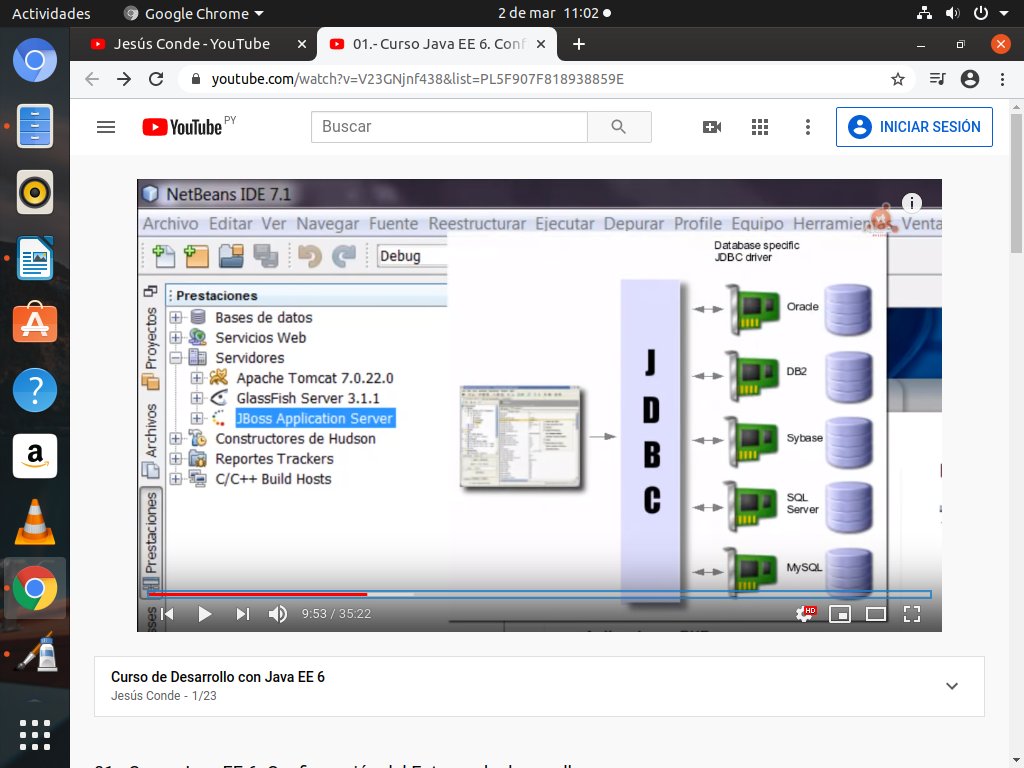 Actividades
Google Chrome
2 de mar 11:02
Jesús Conde - YouTube
01.- Curso Java EE 6. Conf
youtube.com/watch?v=V23GNjnf438&list=PL5F907F818938859E
YouTube PY
Buscar
INICIAR SESIÓN
NetBeans IDE 7.1
Archivo Editar Ver Navegar Fuente Reestructurar Ejecutar Depurar Profile Equipo Herramientas Venta
Debug
Prestaciones
Bases de datos
Servicios Web
Servidores
Apache Tomcat 7.0.22.0
GlassFish Server 3.1.1
JBoss Application Server
Constructores de Hudson
Reportes Trackers
C/C++ Build Hosts
Proyectos
Archivos
Prestaciones
Database specific
JDBC driver
JDBC
Oracle
DB2
Sybase
SQL
Server
MySQL
9:53 / 35:22
HD
Curso de Desarrollo con Java EE 6
Jesús Conde - 1/23